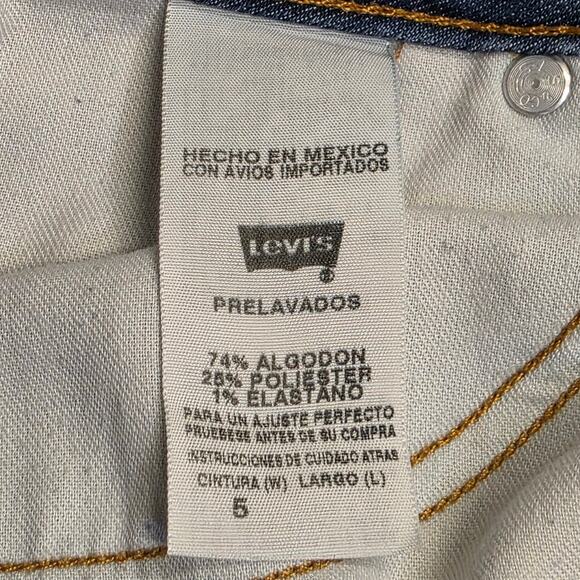 HECHO EN MEXICO
CON AVIOS IMPORTADOS
LEVI'S
®
PRELAVADOS
74% ALGODON
25% POLIESTER
1% ELASTANO
PARA UN AJUSTE PERFECTO
PRUEBESE ANTES DE SU COMPRA
INSTRUCCIONES DE CUIDADO ATRAS
CINTURA (W) LARGO (L)
5